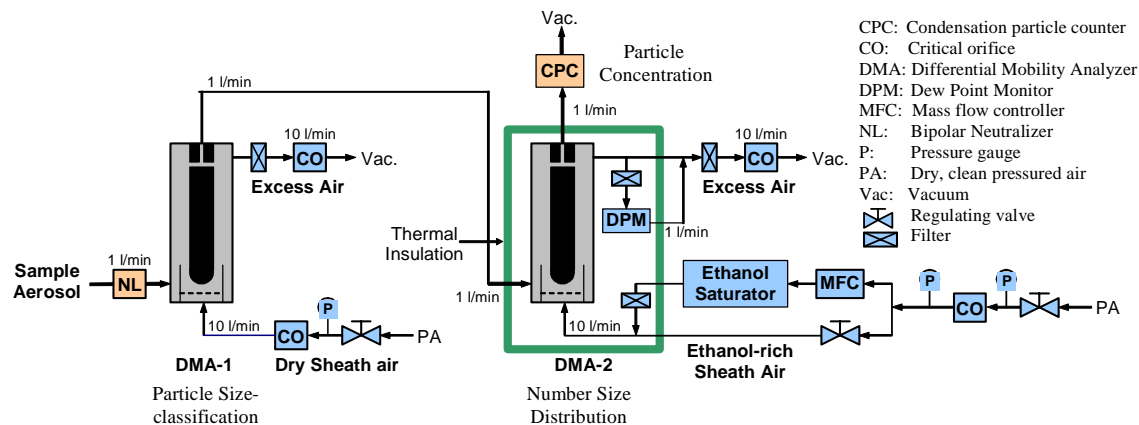 Vac.
CPC
Particle
Concentration
1 l/min
1 l/min
1 l/min
10 l/min
CO
Vac.
Excess Air
10 l/min
CO
Vac.
Excess Air
DPM
1 l/min
Thermal
Insulation
Sample
Aerosol
1 l/min
NL
1 l/min
10 l/min
CO
P
PA
Dry Sheath air
DMA-1
Particle Size-
classification
10 l/min
DMA-2
Number Size
Distribution
Ethanol
Saturator
MFC
P
CO
P
PA
Ethanol-rich
Sheath Air
CPC: Condensation particle counter
CO: Critical orifice
DMA: Differential Mobility Analyzer
DPM: Dew Point Monitor
MFC: Mass flow controller
NL: Bipolar Neutralizer
P: Pressure gauge
PA: Dry, clean pressured air
Vac: Vacuum
Regulating valve
Filter